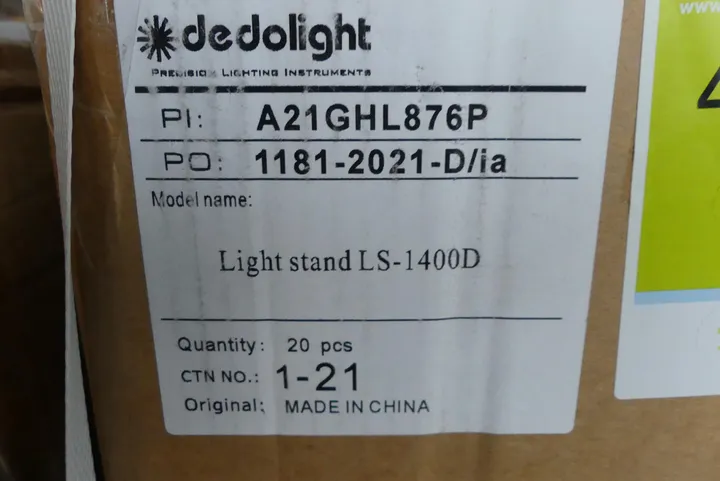 dedolight
PRECISION LIGHTING INSTRUMENTS
PI: A21GHL876P
PO: 1181-2021-D/ia
Model name:
Light stand LS-1400D
Quantity: 20 pcs
CTN NO.: 1-21
Original: MADE IN CHINA
www.